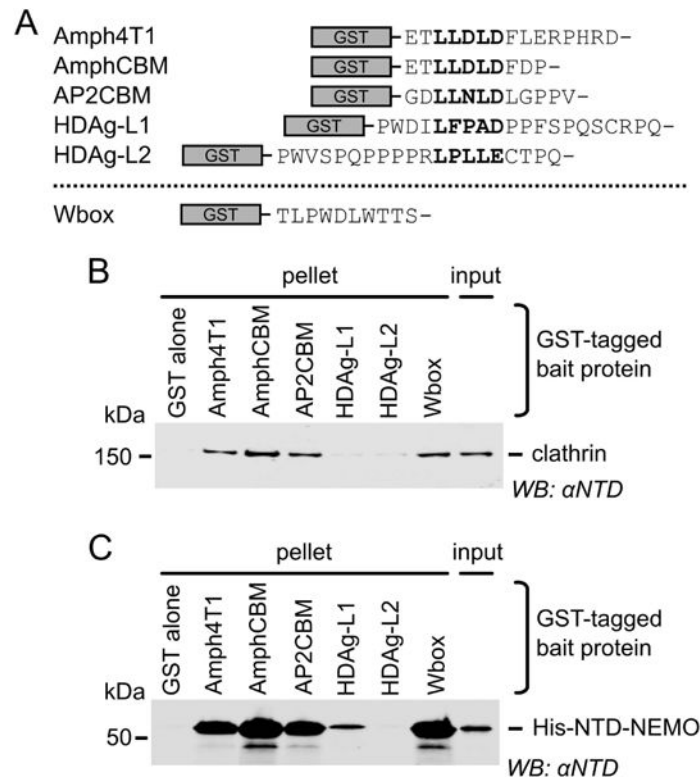 A
Amph4T1 GST ETLLDLDFLERPHRD–
AmphCBM GST ETLLDLDFDP–
AP2CBM GST GDLLNLDLGPPV–
HDAg-L1 GST PWDILFPADPPFSPQSCRPQ–
HDAg-L2 GST PWVSPQPPPPRLPLLECTPQ–
Wbox GST TLPWDLWTTS–
B
pellet input
GST alone Amph4T1 AmphCBM AP2CBM HDAg-L1 HDAg-L2 Wbox
GST-tagged
bait protein
kDa
150 – – clathrin
WB: αNTD
C
pellet input
GST alone Amph4T1 AmphCBM AP2CBM HDAg-L1 HDAg-L2 Wbox
GST-tagged
bait protein
kDa
50 – – His-NTD-NEMO
WB: αNTD